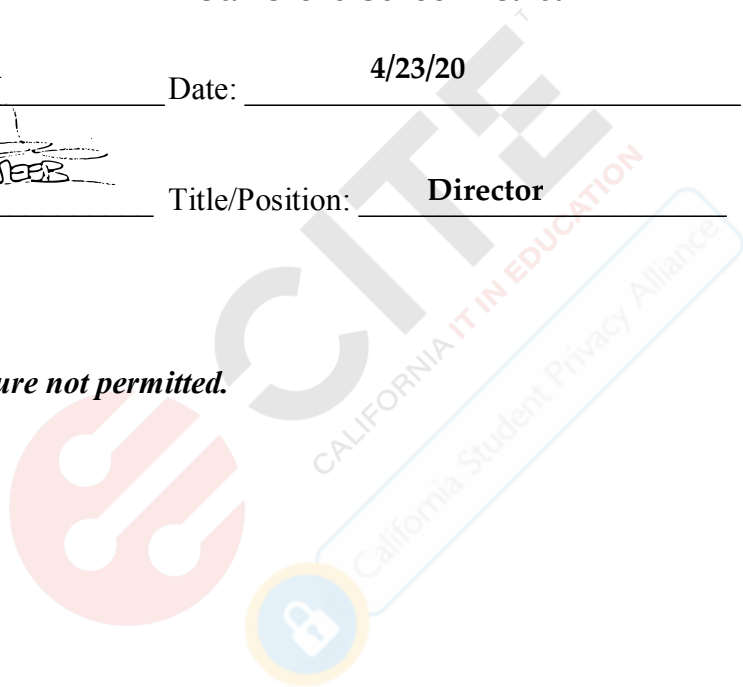 Date: 4/23/20
Title/Position: Director
ure not permitted.
CITE
CALIFORNIA IT IN EDUCATION
California Student Privacy Alliance